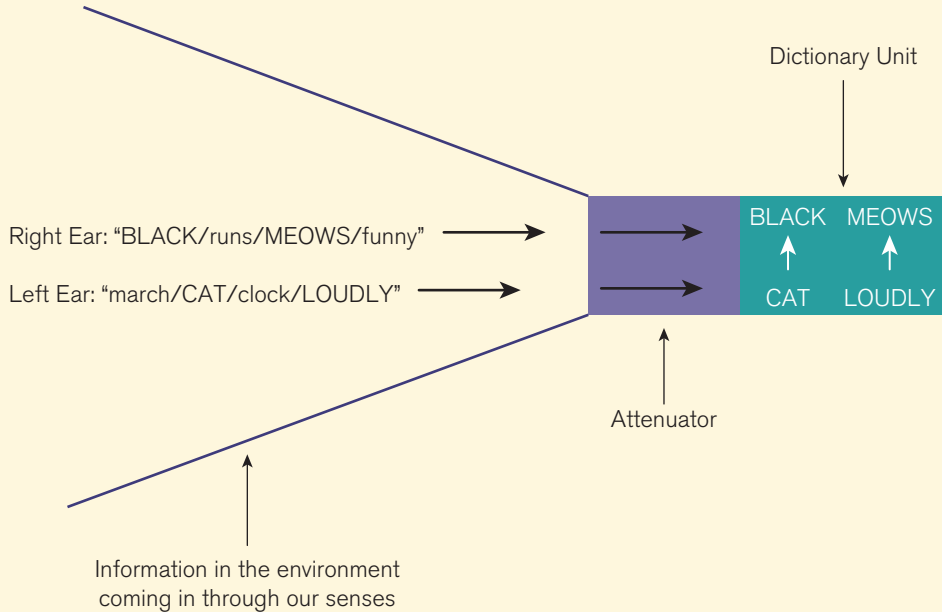 Dictionary Unit
BLACK MEOWS
Right Ear: “BLACK/runs/MEOWS/funny”
Left Ear: “march/CAT/clock/LOUDLY”
CAT LOUDLY
Attenuator
Information in the environment
coming in through our senses